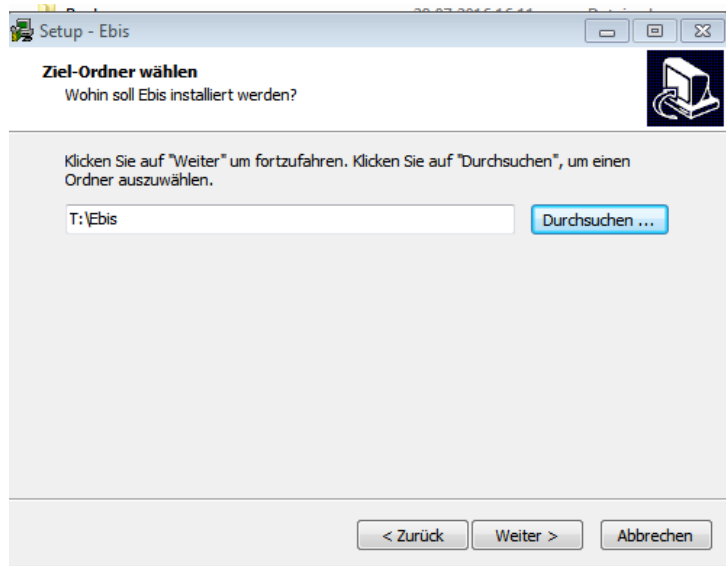 Setup - Ebis
Ziel-Ordner wählen
Wohin soll Ebis installiert werden?
Klicken Sie auf "Weiter" um fortzufahren. Klicken Sie auf "Durchsuchen", um einen
Ordner auszuwählen.
T:\Ebis
Durchsuchen ...
< Zurück
Weiter >
Abbrechen